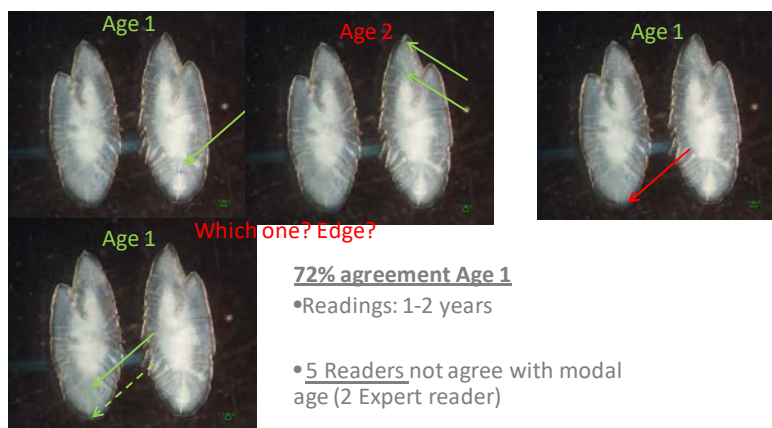 Age 1
Age 2
Age 1
Which one? Edge?
Age 1
72% agreement Age 1
•Readings: 1-2 years
•5 Readers not agree with modal
age (2 Expert reader)